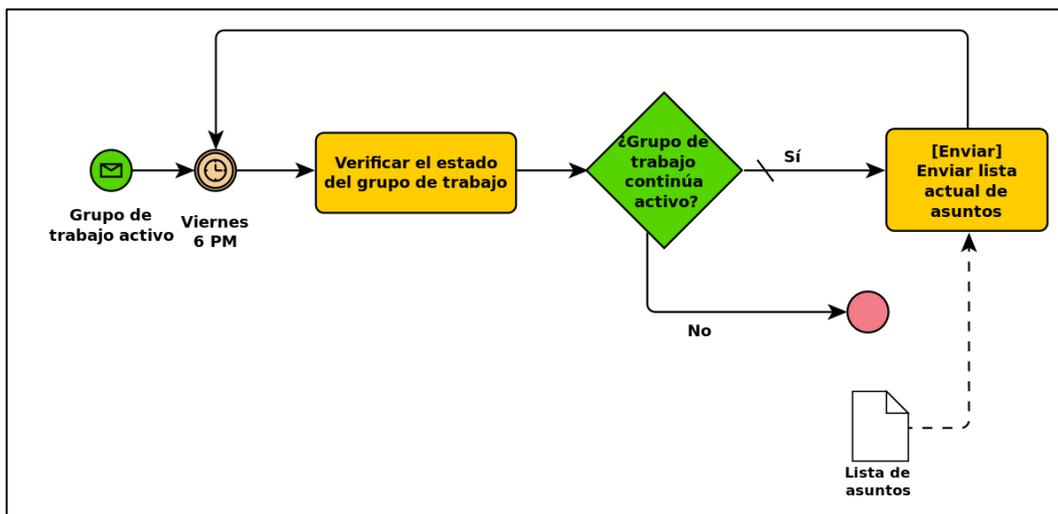 Grupo de
trabajo activo
Viernes
6 PM
Verificar el estado
del grupo de trabajo
¿Grupo de
trabajo
continúa
activo?
Sí
No
[Enviar]
Enviar lista
actual de
asuntos
Lista de
asuntos